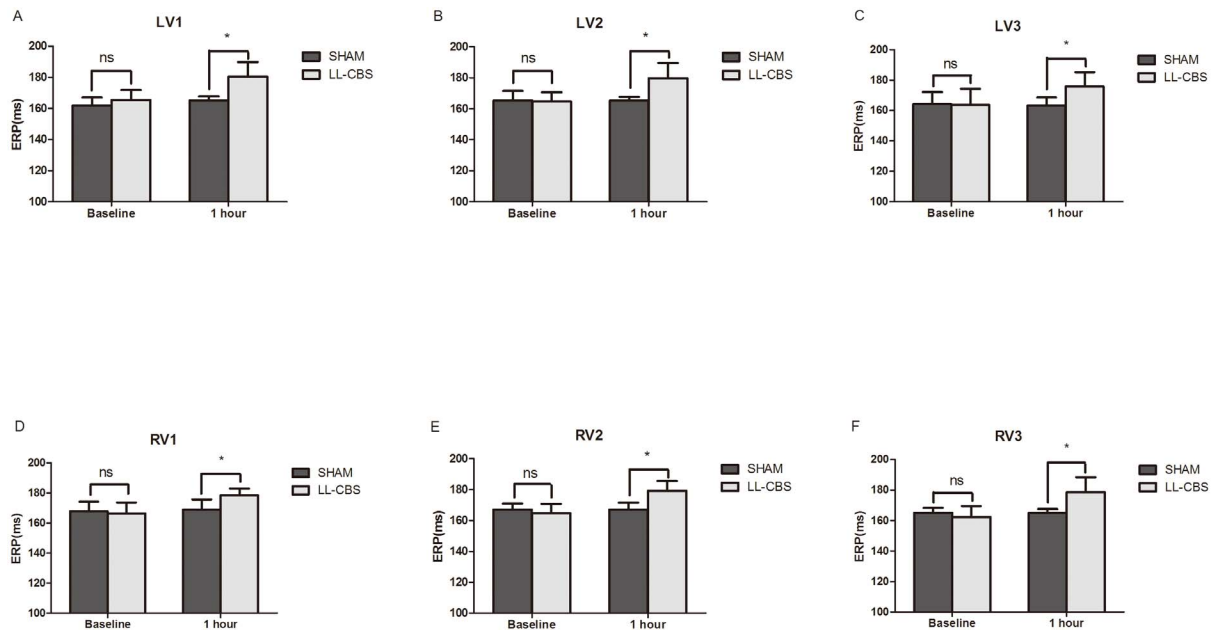 A
LV1
ERP(ms)
200
180
160
140
120
100
ns
*
Baseline
1 hour
SHAM
LL-CBS
B
LV2
ERP(ms)
200
180
160
140
120
100
ns
*
Baseline
1 hour
SHAM
LL-CBS
C
LV3
ERP(ms)
200
180
160
140
120
100
ns
*
Baseline
1 hour
SHAM
LL-CBS
D
RV1
ERP(ms)
200
180
160
140
120
100
ns
*
Baseline
1 hour
SHAM
LL-CBS
E
RV2
ERP(ms)
200
180
160
140
120
100
ns
*
Baseline
1 hour
SHAM
LL-CBS
F
RV3
ERP(ms)
200
180
160
140
120
100
ns
*
Baseline
1 hour
SHAM
LL-CBS